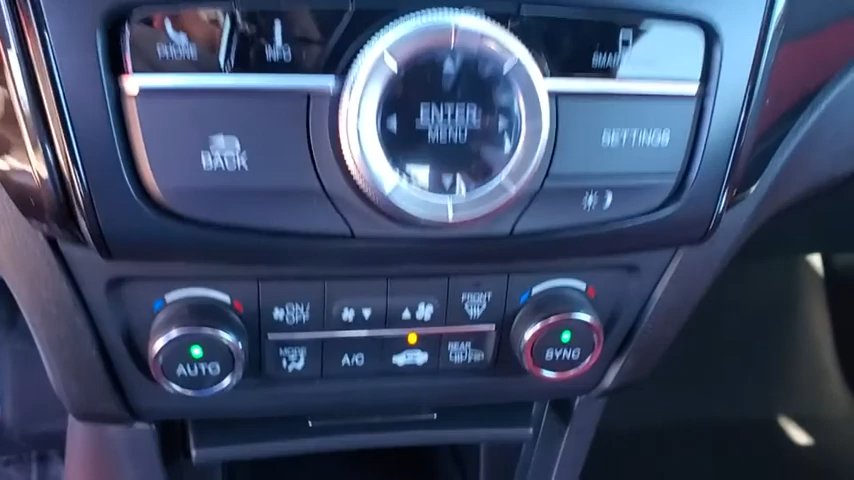 PHONE
INFO
BACK
ENTER
MENU
SETTINGS
ON/
OFF
FRONT
MODE
A/C
REAR
AUTO
SYNC